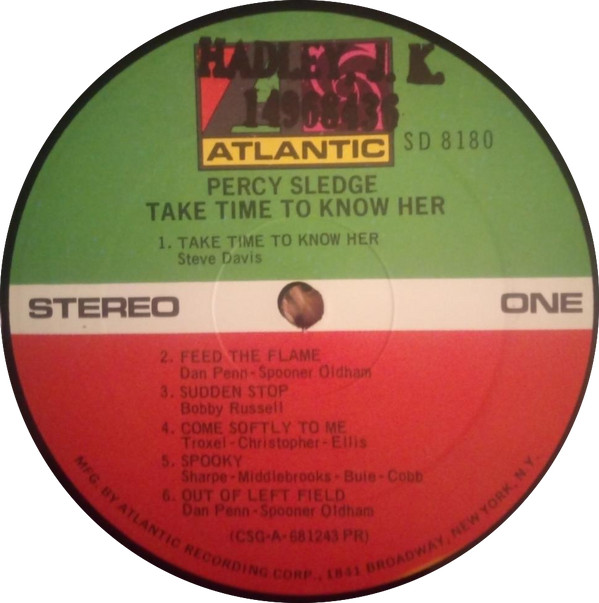 HADLEY, J. K.
14908436
ATLANTIC
SD 8180
PERCY SLEDGE
TAKE TIME TO KNOW HER
1. TAKE TIME TO KNOW HER
Steve Davis
STEREO
ONE
2. FEED THE FLAME
Dan Penn-Spooner Oldham
3. SUDDEN STOP
Bobby Russell
4. COME SOFTLY TO ME
Troxel-Christopher-Ellis
5. SPOOKY
Sharpe-Middlebrooks-Buie-Cobb
6. OUT OF LEFT FIELD
Dan Penn-Spooner Oldham
(CSG-A-681243 PR)
MFG. BY ATLANTIC RECORDING CORP., 1841 BROADWAY, NEW YORK, N.Y.